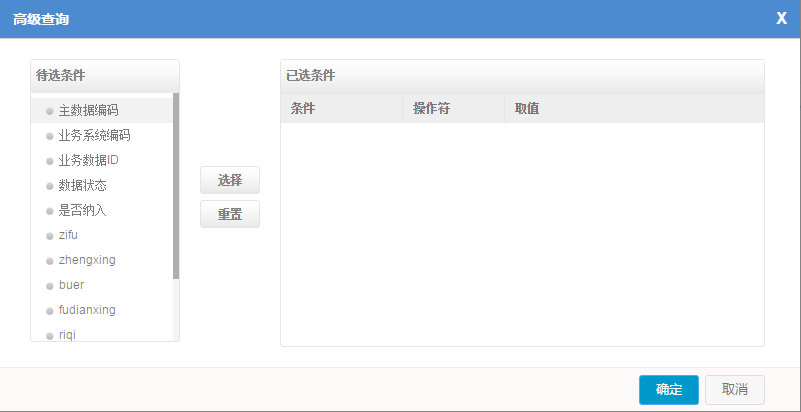 高级查询 X
待选条件
主数据编码
业务系统编码
业务数据ID
数据状态
是否纳入
zifu
zhengxing
buer
fudianxing
riqi
选择
重置
已选条件
条件 操作符 取值
确定 取消